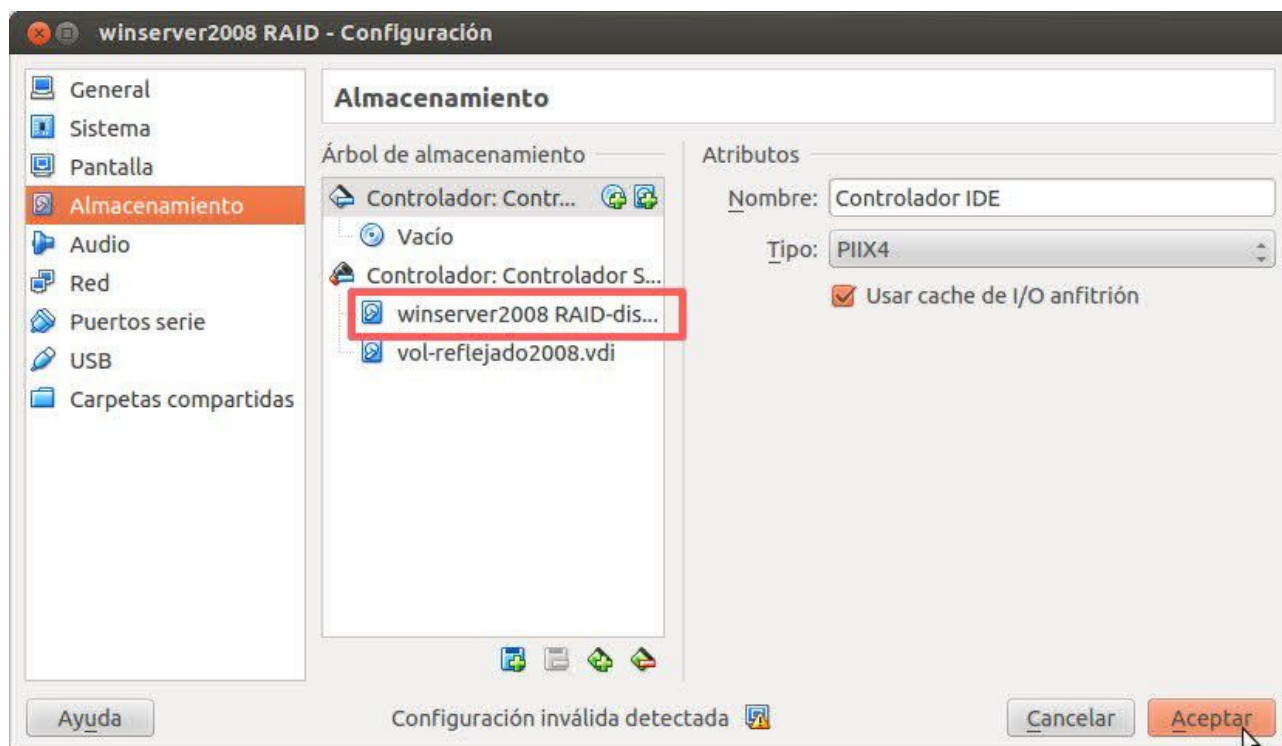 winserver2008 RAID - Configuración
General
Sistema
Pantalla
Almacenamiento
Audio
Red
Puertos serie
USB
Carpetas compartidas
Almacenamiento
Árbol de almacenamiento
Controlador: Contr...
Vacío
Controlador: Controlador S...
winserver2008 RAID-dis...
vol-reflejado2008.vdi
Atributos
Nombre: Controlador IDE
Tipo: PIIX4
Usar cache de I/O anfitrión
Ayuda
Configuración inválida detectada
Cancelar
Aceptar